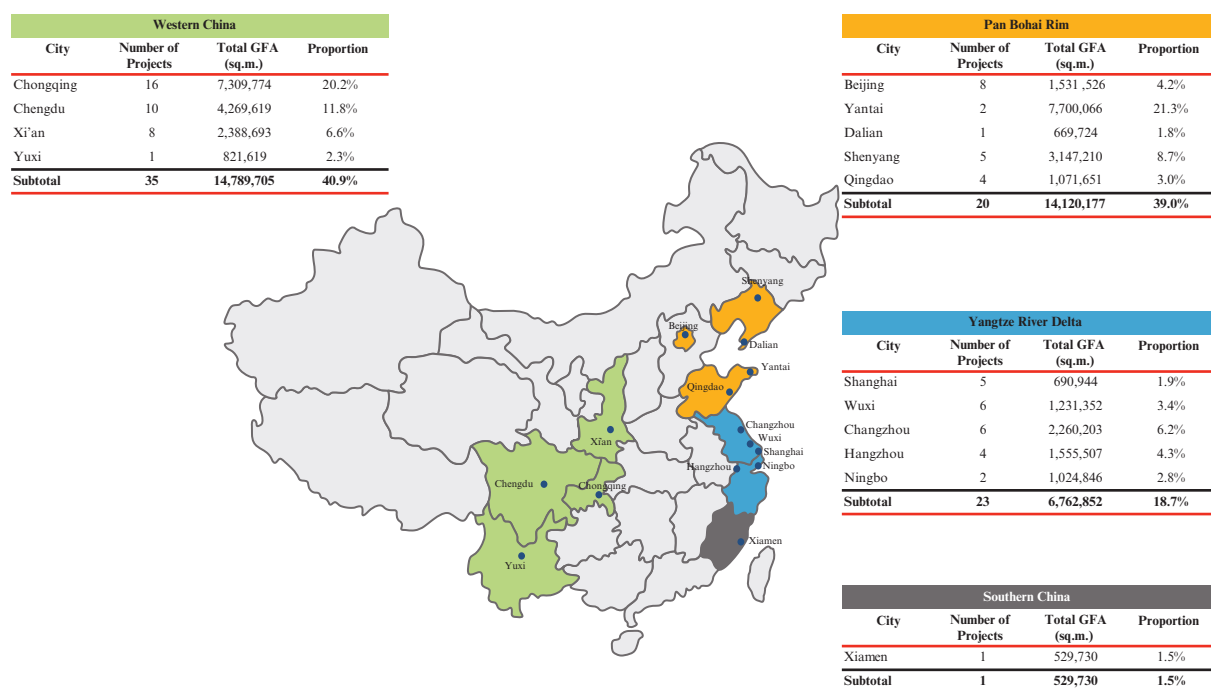 Western China
City Number of Projects Total GFA (sq.m.) Proportion
Chongqing 16 7,309,774 20.2%
Chengdu 10 4,269,619 11.8%
Xi'an 8 2,388,693 6.6%
Yuxi 1 821,619 2.3%
Subtotal 35 14,789,705 40.9%
Pan Bohai Rim
City Number of Projects Total GFA (sq.m.) Proportion
Beijing 8 1,531 ,526 4.2%
Yantai 2 7,700,066 21.3%
Dalian 1 669,724 1.8%
Shenyang 5 3,147,210 8.7%
Qingdao 4 1,071,651 3.0%
Subtotal 20 14,120,177 39.0%
Yangtze River Delta
City Number of Projects Total GFA (sq.m.) Proportion
Shanghai 5 690,944 1.9%
Wuxi 6 1,231,352 3.4%
Changzhou 6 2,260,203 6.2%
Hangzhou 4 1,555,507 4.3%
Ningbo 2 1,024,846 2.8%
Subtotal 23 6,762,852 18.7%
Southern China
City Number of Projects Total GFA (sq.m.) Proportion
Xiamen 1 529,730 1.5%
Subtotal 1 529,730 1.5%
Shenyang
Beijing
Dalian
Yantai
Qingdao
Changzhou
Wuxi
Xi'an
Shanghai
Hangzhou
Ningbo
Chengdu
Chongqing
Xiamen
Yuxi